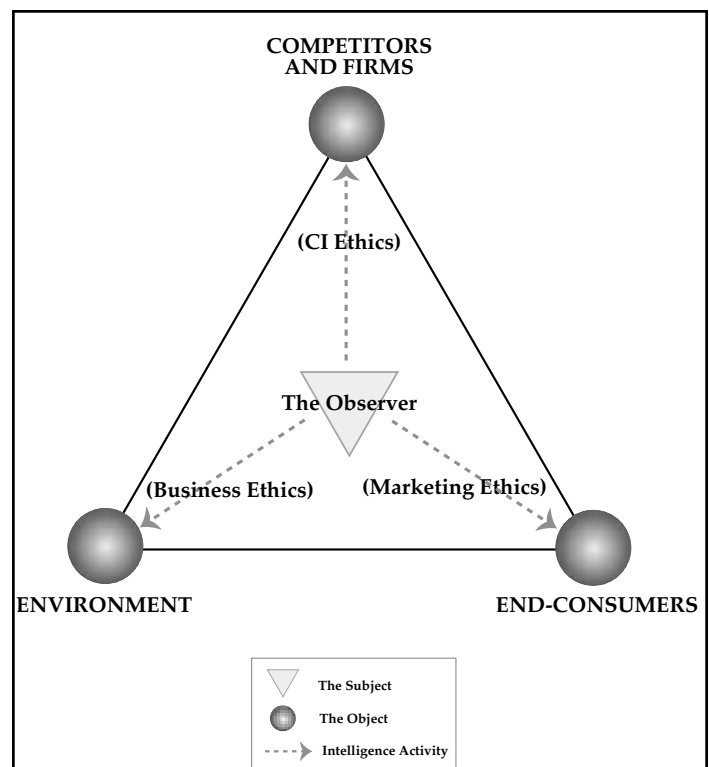 COMPETITORS
AND FIRMS
(CI Ethics)
The Observer
(Business Ethics)
(Marketing Ethics)
ENVIRONMENT
END-CONSUMERS
The Subject
The Object
Intelligence Activity